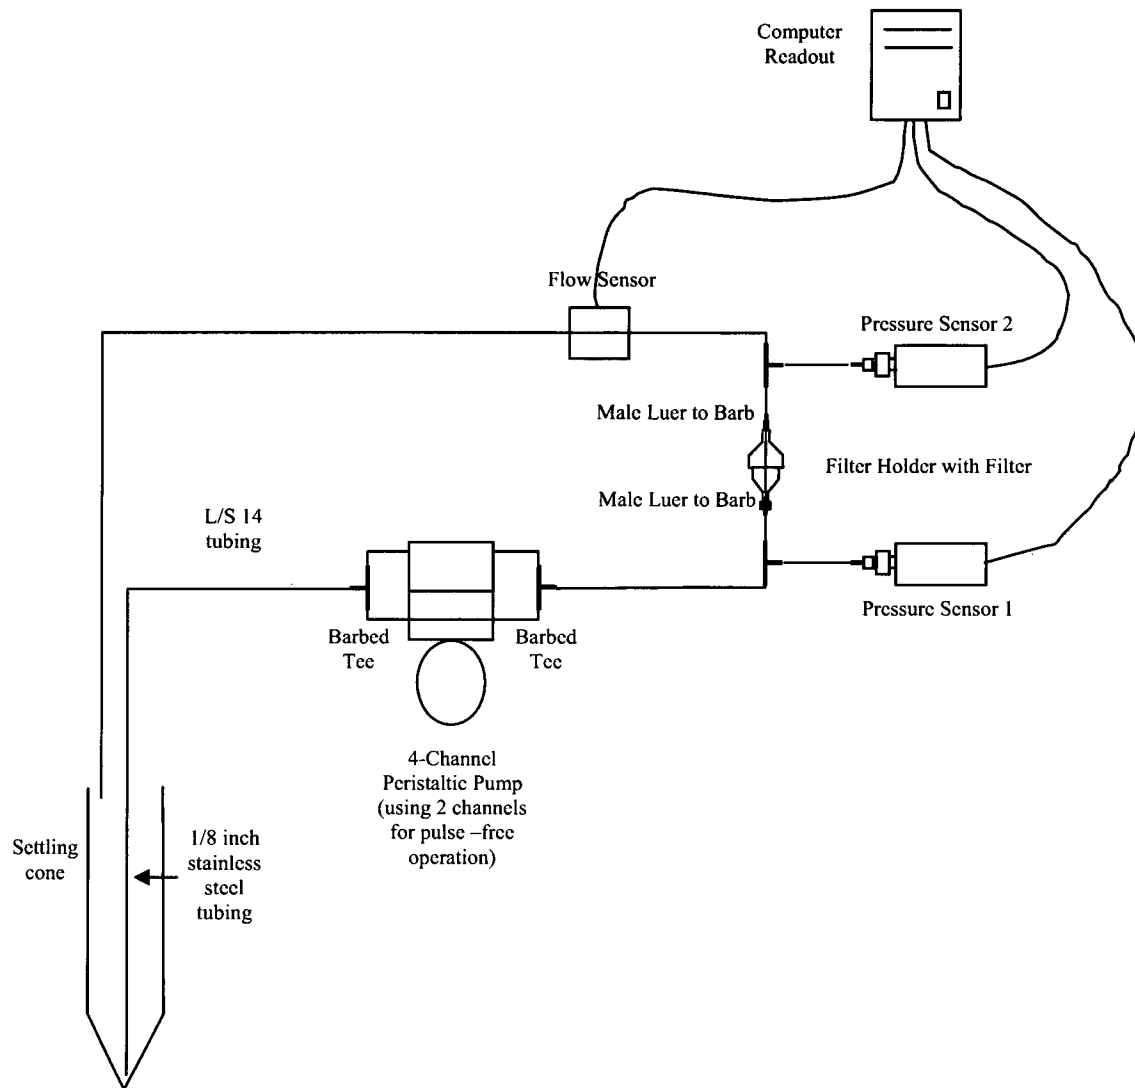 Computer
Readout
Flow Sensor
Pressure Sensor 2
Male Luer to Barb
Filter Holder with Filter
Male Luer to Barb
L/S 14
tubing
Pressure Sensor 1
Barbed
Tee
Barbed
Tee
4-Channel
Peristaltic Pump
(using 2 channels
for pulse –free
operation)
Settling
cone
1/8 inch
stainless
steel
tubing